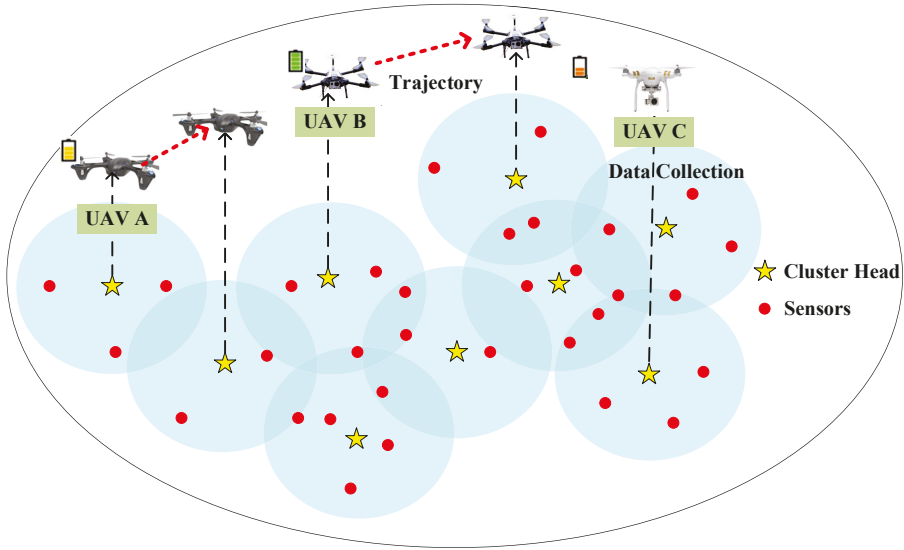 Trajectory
UAV B
UAV C
Data Collection
UAV A
Cluster Head
Sensors